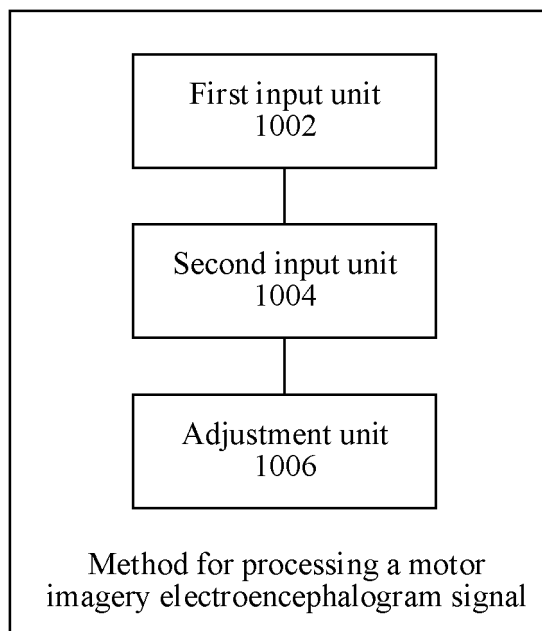 First input unit
1002
Second input unit
1004
Adjustment unit
1006
Method for processing a motor
imagery electroencephalogram signal